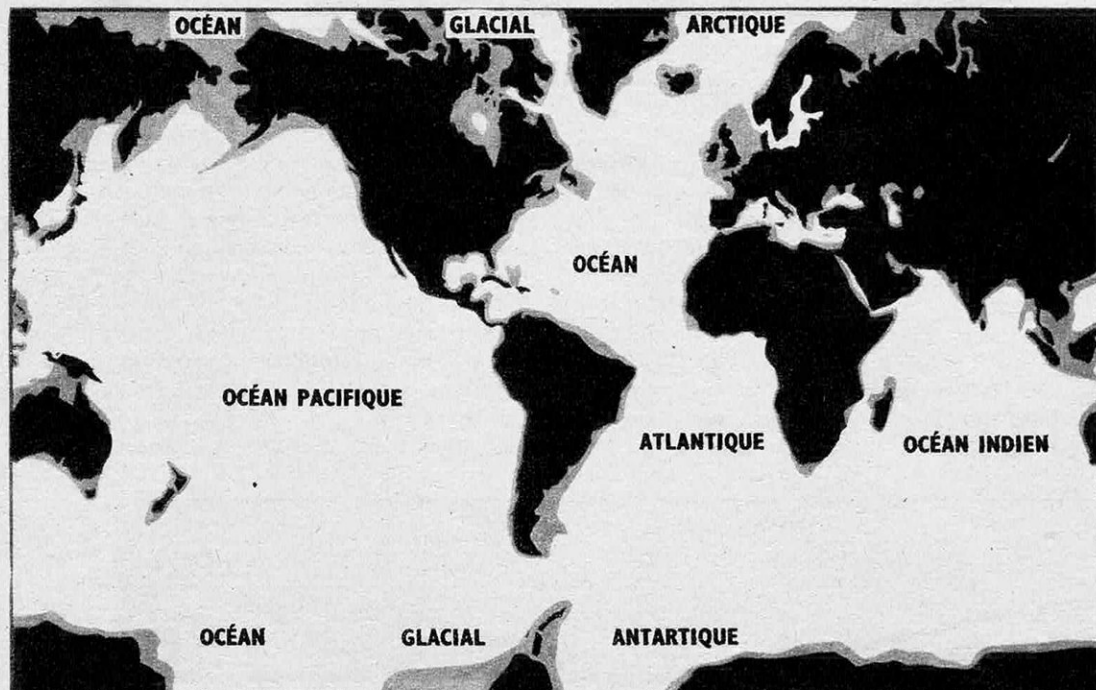 OCÉAN GLACIAL ARCTIQUE
OCÉAN
OCÉAN PACIFIQUE
ATLANTIQUE
OCÉAN INDIEN
OCÉAN GLACIAL ANTARTIQUE